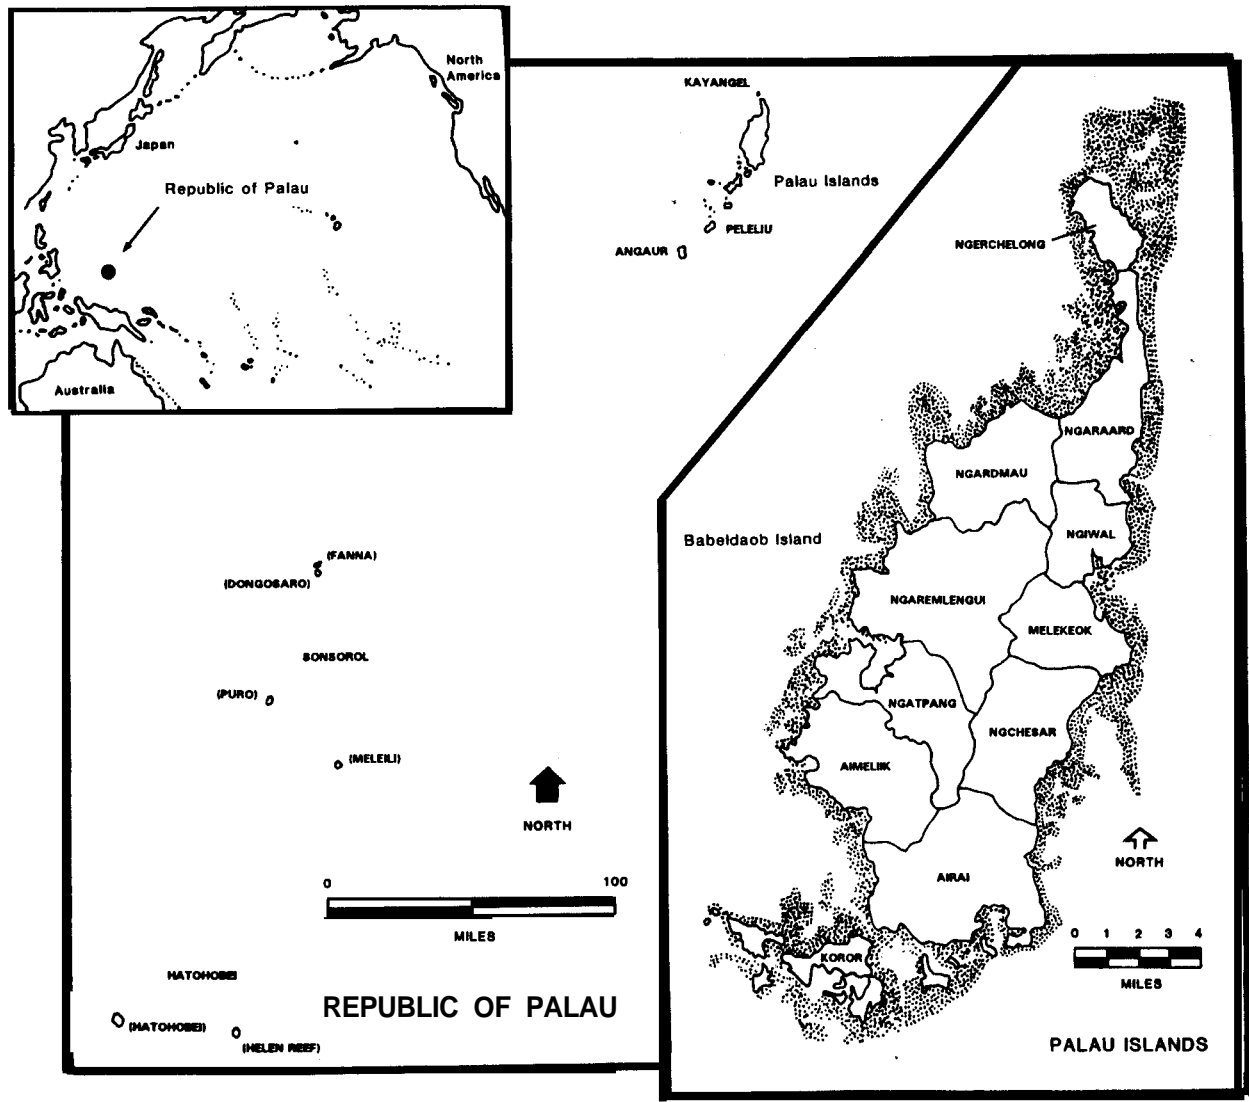 North
America
Japan
Republic of Palau
Australia
KAYANGEL
Palau Islands
PELELIU
ANGAUR
(FANNA)
(DONGOSARO)
SONSOROL
(PURO)
(MELEILI)
NORTH
0 100
MILES
HATOHOBEI
(HATOHOBEI)
(HELEN REEF)
REPUBLIC OF PALAU
NGERCHELONG
NGARAARD
NGARDMAU
NGIWAL
Babeldaob Island
NGAREMLENGUI
MELEKEOK
NGATPANG
NGCHESAR
AIMELIIK
AIRAI
KOROR
NORTH
0 1 2 3 4
MILES
PALAU ISLANDS